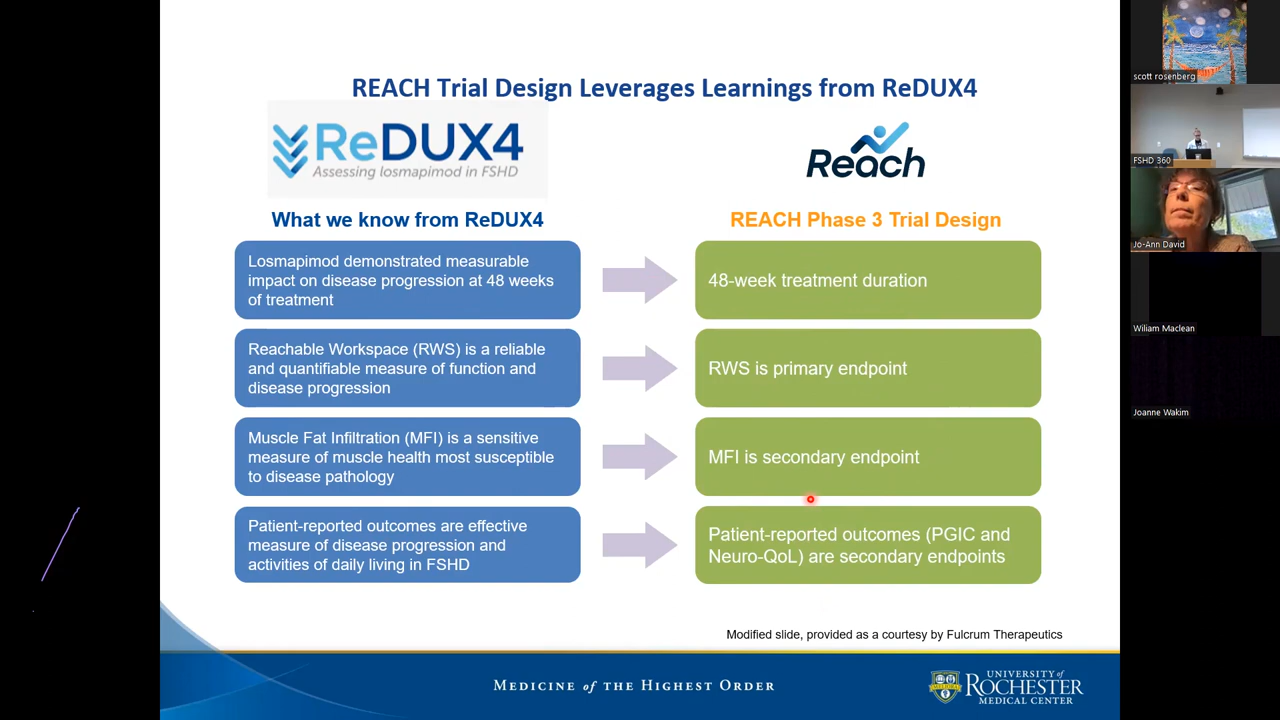 REACH Trial Design Leverages Learnings from ReDUX4
ReDUX4
Assessing losmapimod in FSHD
Reach
What we know from ReDUX4
REACH Phase 3 Trial Design
Losmapimod demonstrated measurable
impact on disease progression at 48 weeks
of treatment
48-week treatment duration
Reachable Workspace (RWS) is a reliable
and quantifiable measure of function and
disease progression
RWS is primary endpoint
Muscle Fat Infiltration (MFI) is a sensitive
measure of muscle health most susceptible
to disease pathology
MFI is secondary endpoint
Patient-reported outcomes are effective
measure of disease progression and
activities of daily living in FSHD
Patient-reported outcomes (PGIC and
Neuro-QoL) are secondary endpoints
Modified slide, provided as a courtesy by Fulcrum Therapeutics
MEDICINE of THE HIGHEST ORDER
UNIVERSITY of
ROCHESTER
MEDICAL CENTER
scott rosenberg
FSHD 360
Jo-Ann David
Wiliam Maclean
Joanne Wakim